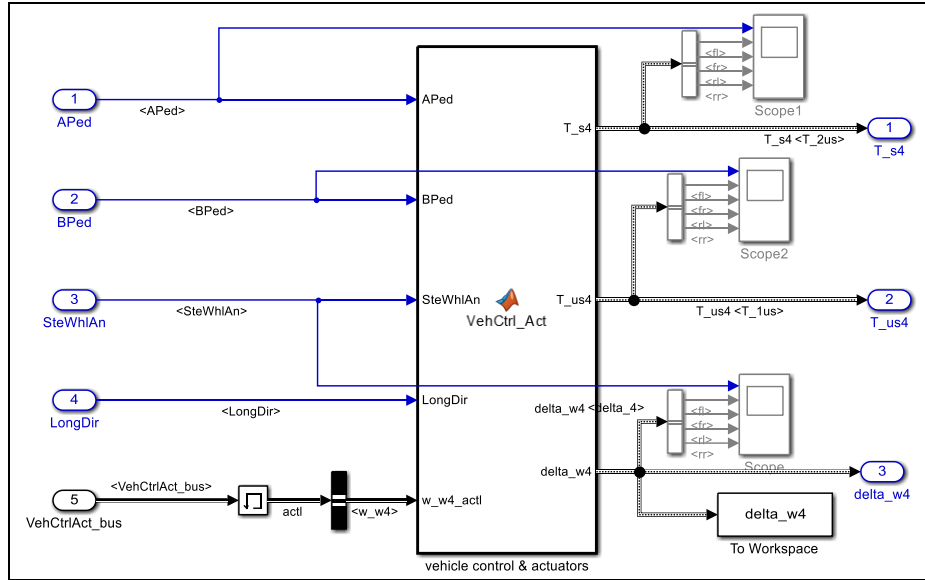 1
APed
<APed>
2
BPed
<BPed>
3
SteWhlAn
<SteWhlAn>
4
LongDir
<LongDir>
5
VehCtrlAct_bus
<VehCtrlAct_bus>
actl
<w_w4>
APed
BPed
SteWhlAn
LongDir
w_w4_actl
VehCtrl_Act
T_s4
T_us4
delta_w4 <delta_4>
delta_w4
vehicle control & actuators
<fl>
<fr>
<rl>
<rr>
Scope1
T_s4 <T_2us>
1
T_s4
<fl>
<fr>
<rl>
<rr>
Scope2
T_us4 <T_1us>
2
T_us4
<fl>
<fr>
<rl>
<rr>
Scope
3
delta_w4
delta_w4
To Workspace